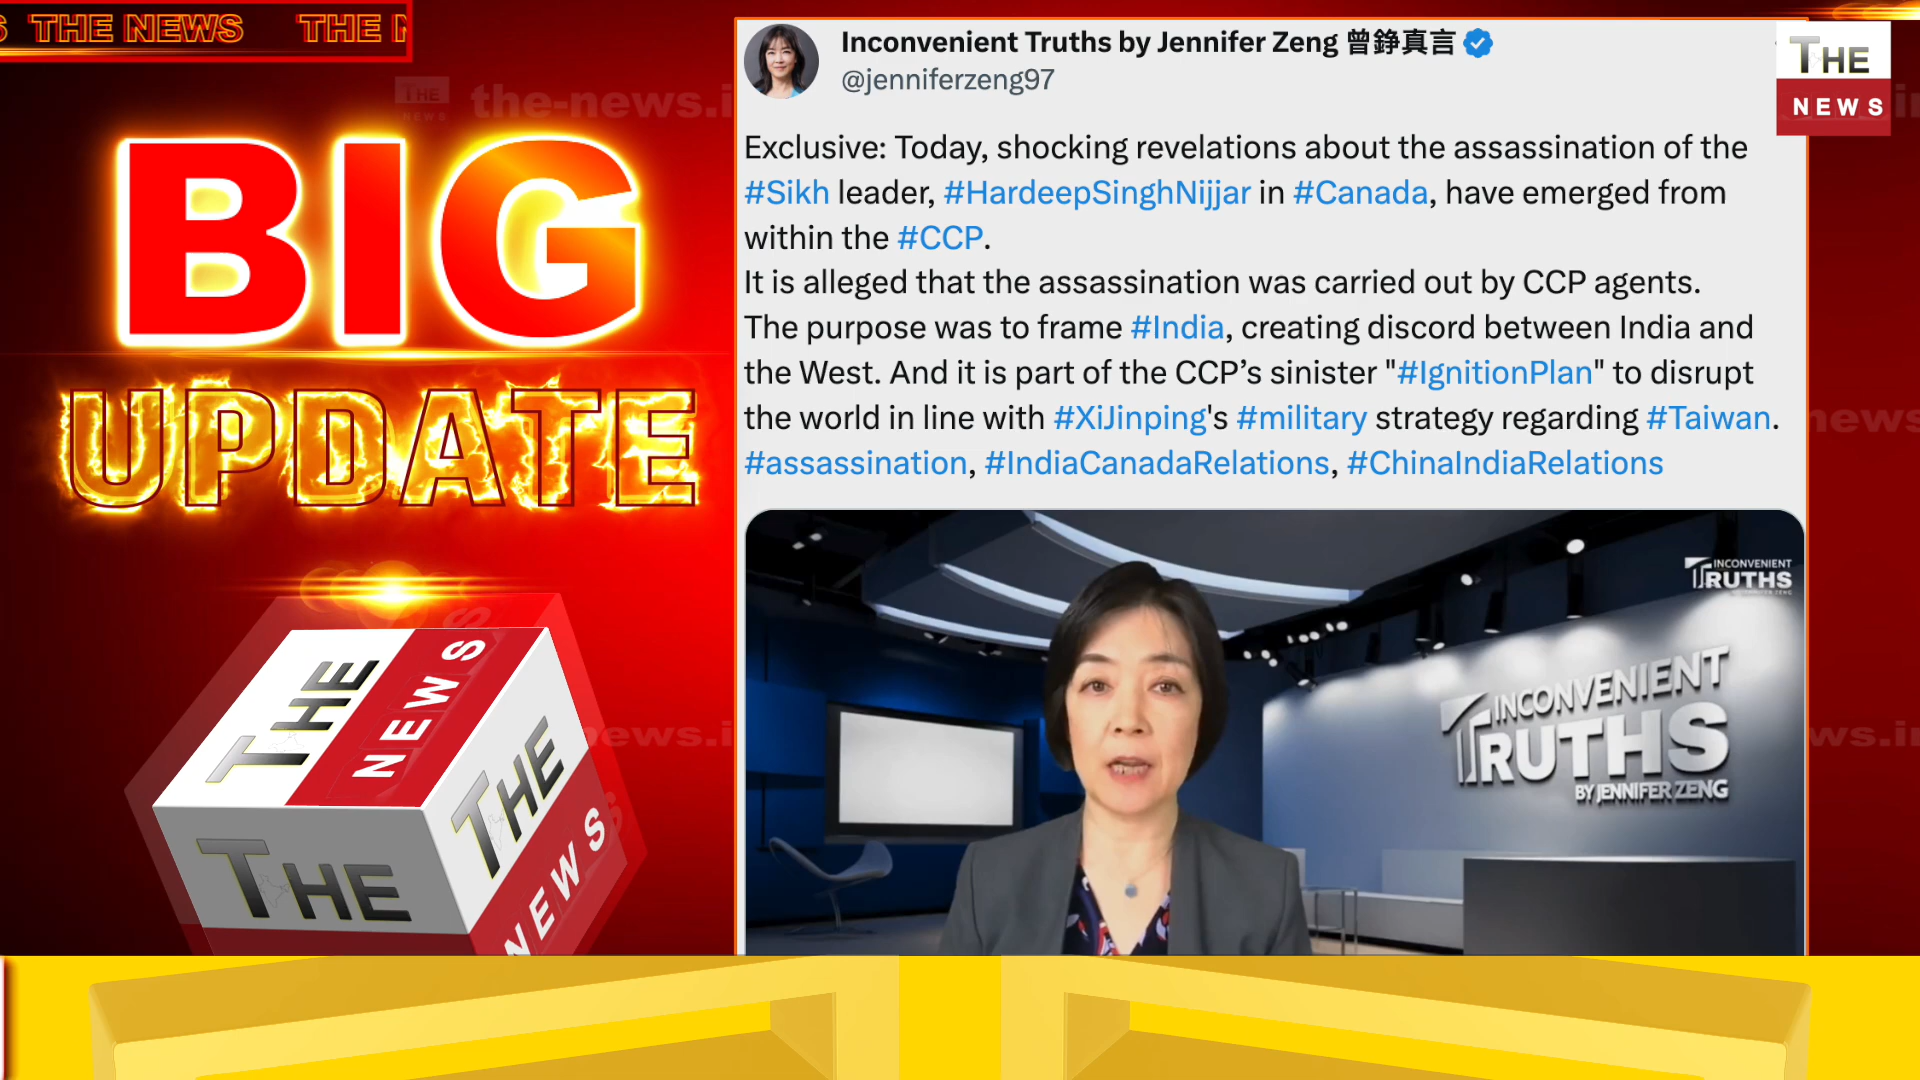 THE NEWS
THE
the-news.i
BIG
UPDATE
THE
NEWS
THE
NEWS
THE
Inconvenient Truths by Jennifer Zeng 曾錚真言
@jenniferzeng97
THE
NEWS
Exclusive: Today, shocking revelations about the assassination of the
#Sikh leader, #HardeepSinghNijjar in #Canada, have emerged from
within the #CCP.
It is alleged that the assassination was carried out by CCP agents.
The purpose was to frame #India, creating discord between India and
the West. And it is part of the CCP’s sinister "#IgnitionPlan" to disrupt
the world in line with #XiJinping's #military strategy regarding #Taiwan.
#assassination, #IndiaCanadaRelations, #ChinaIndiaRelations
INCONVENIENT
TRUTHS
INCONVENIENT
TRUTHS
BY JENNIFER ZENG